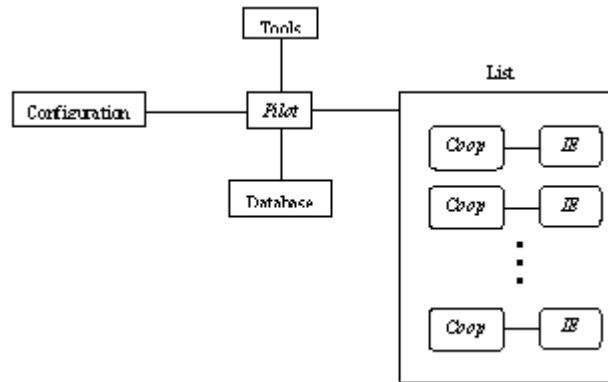 Tools
List
Configuration
Pilot
Coop
IE
Coop
IE
Database
Coop
IE